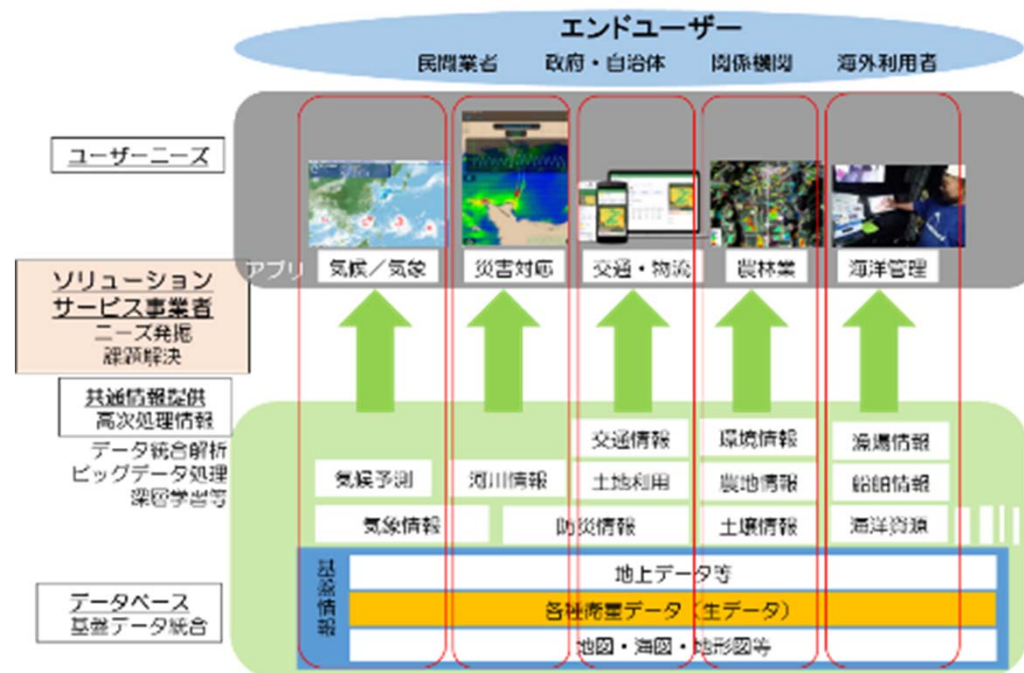 エンドユーザー
民間業者 政府・自治体 関係機関 海外利用者
ユーザーニーズ
アプリ
気候／気象 災害対応 交通・物流 農林業 海洋管理
ソリューション
サービス事業者
ニーズ発掘
課題解決
共通情報提供
高次処理情報
データ統合解析
ビッグデータ処理
深層学習等
交通情報 環境情報 漁場情報
気候予測 河川情報 土地利用 農地情報 船舶情報
気象情報 防災情報 土壌情報 海洋資源
データベース
基盤データ統合
基盤情報
地上データ等
各種衛星データ（生データ）
地図・海図・地形図等